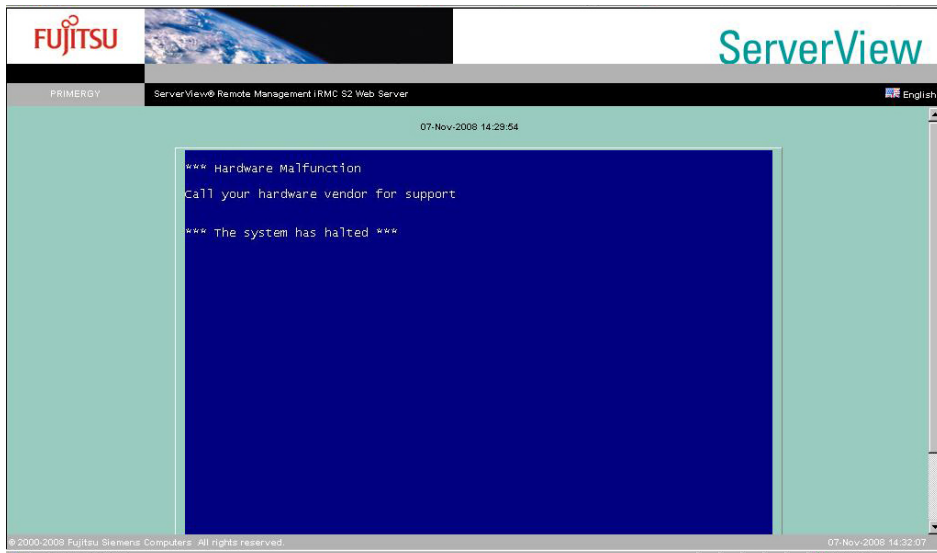 FUJITSU
ServerView
PRIMERGY ServerView® Remote Management iRMC S2 Web Server English
07-Nov-2008 14:29:54
*** Hardware Malfunction
Call your hardware vendor for support
*** The system has halted ***
© 2000-2008 Fujitsu Siemens Computers All rights reserved. 07-Nov-2008 14:32:07